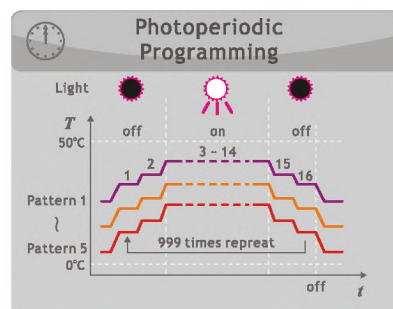 Photoperiodic
Programming
Light
off on off
T
50°C
3 ~ 14
1 2 15 16
Pattern 1
~
Pattern 5
999 times repreat
0°C
off t